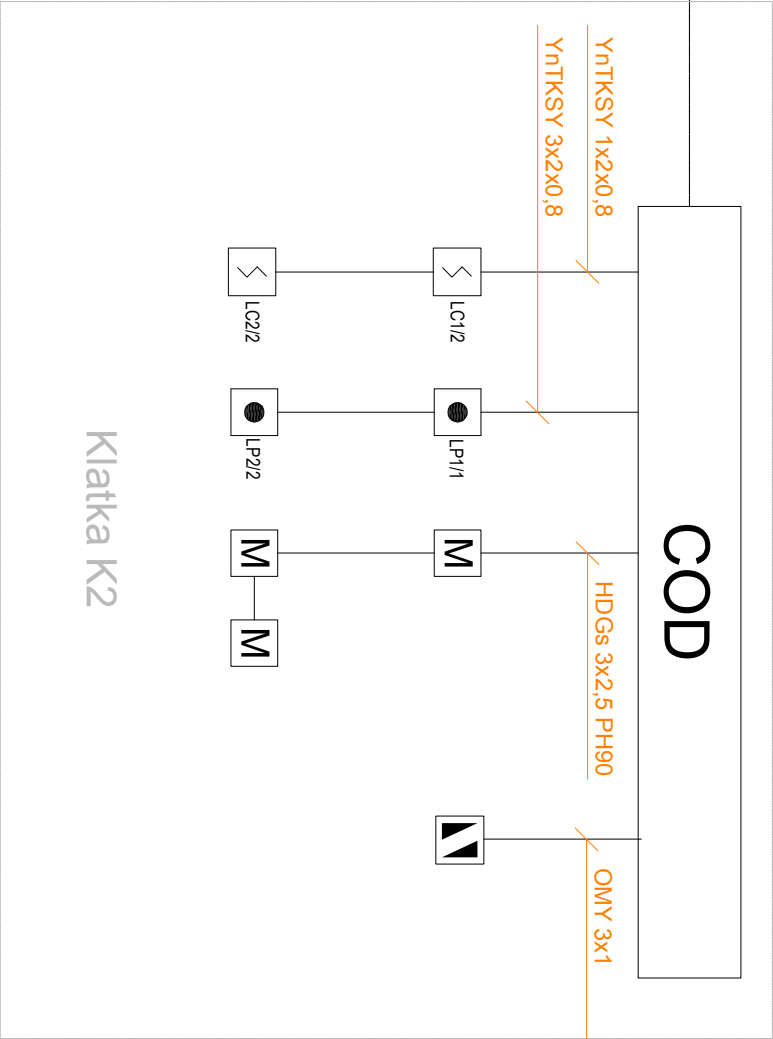 COD
YnTKSY 1x2x0,8
YnTKSY 3x2x0,8
HDGs 3x2,5 PH90
OMY 3x1
LC1/2
LP1/1
M
LC2/2
LP2/2
M
M
Klatka K2